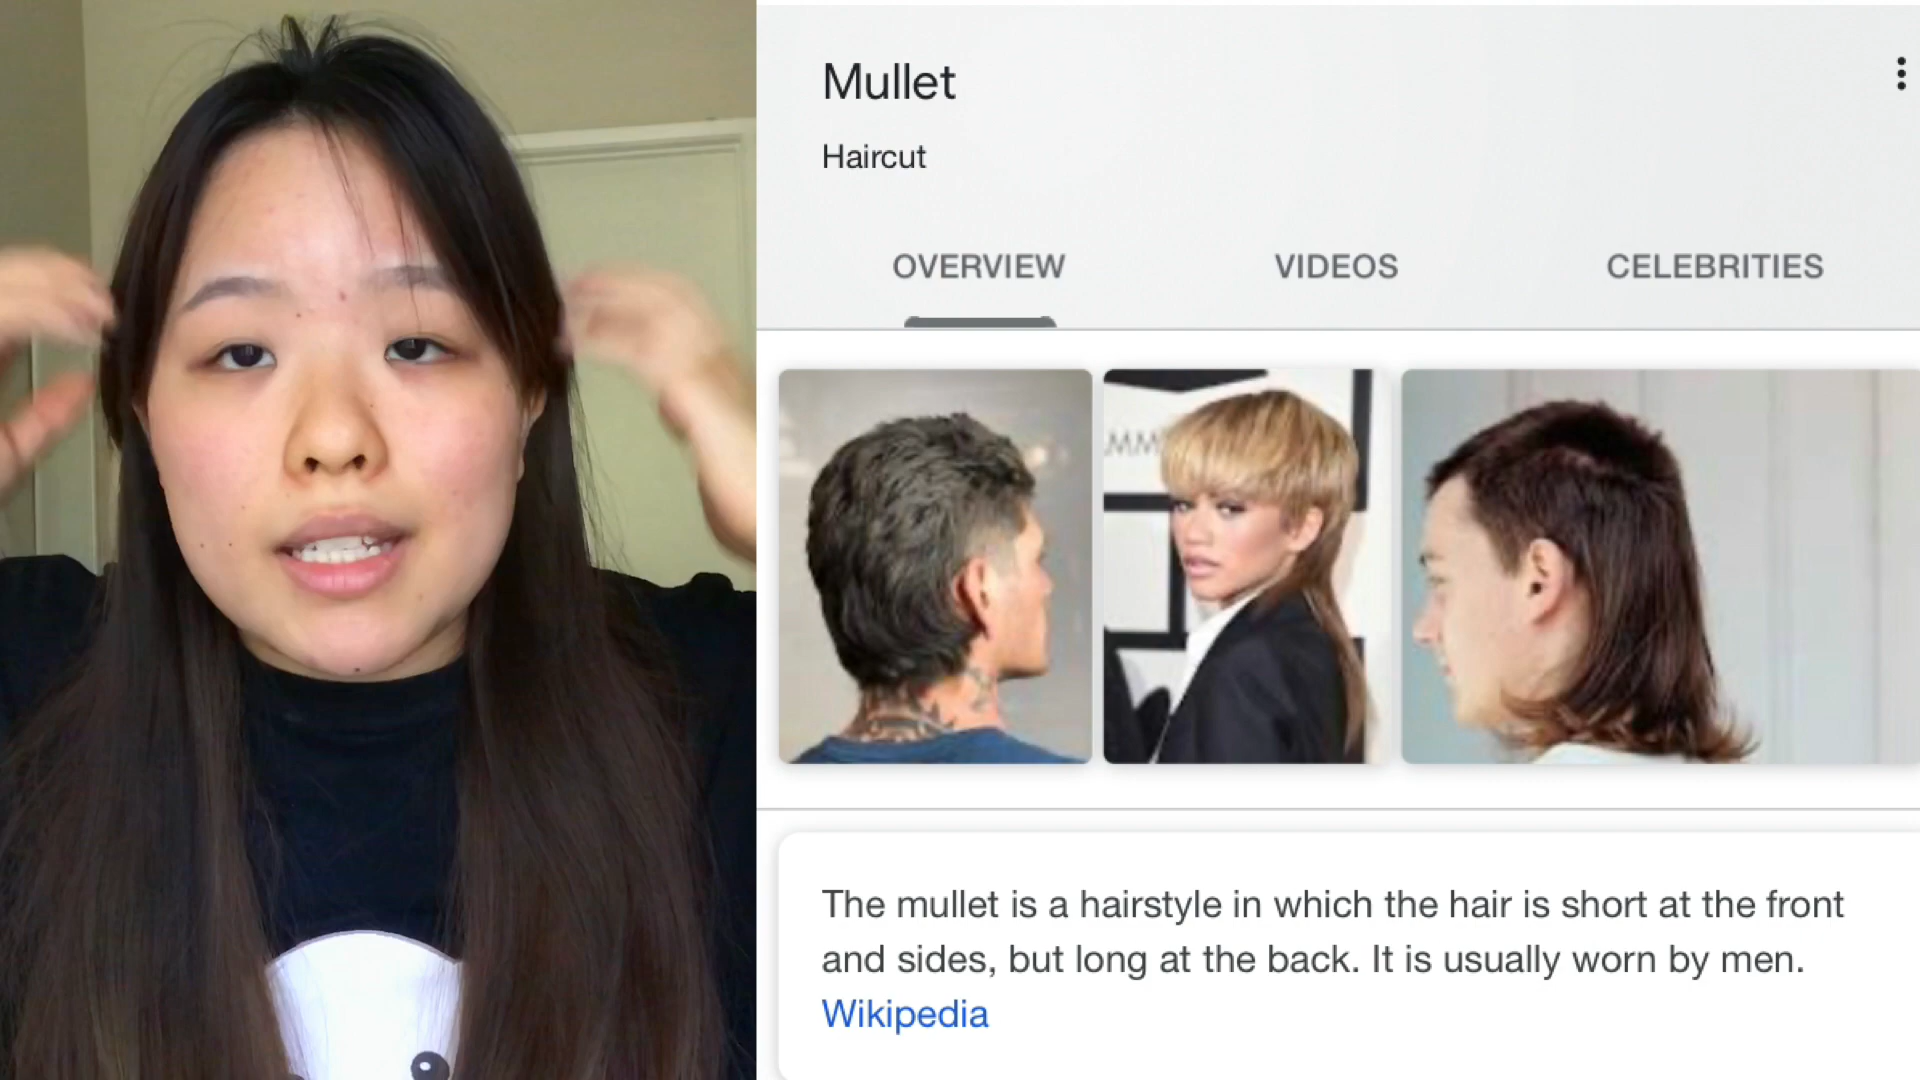 Mullet
Haircut
OVERVIEW VIDEOS CELEBRITIES
MM
The mullet is a hairstyle in which the hair is short at the front
and sides, but long at the back. It is usually worn by men.
Wikipedia